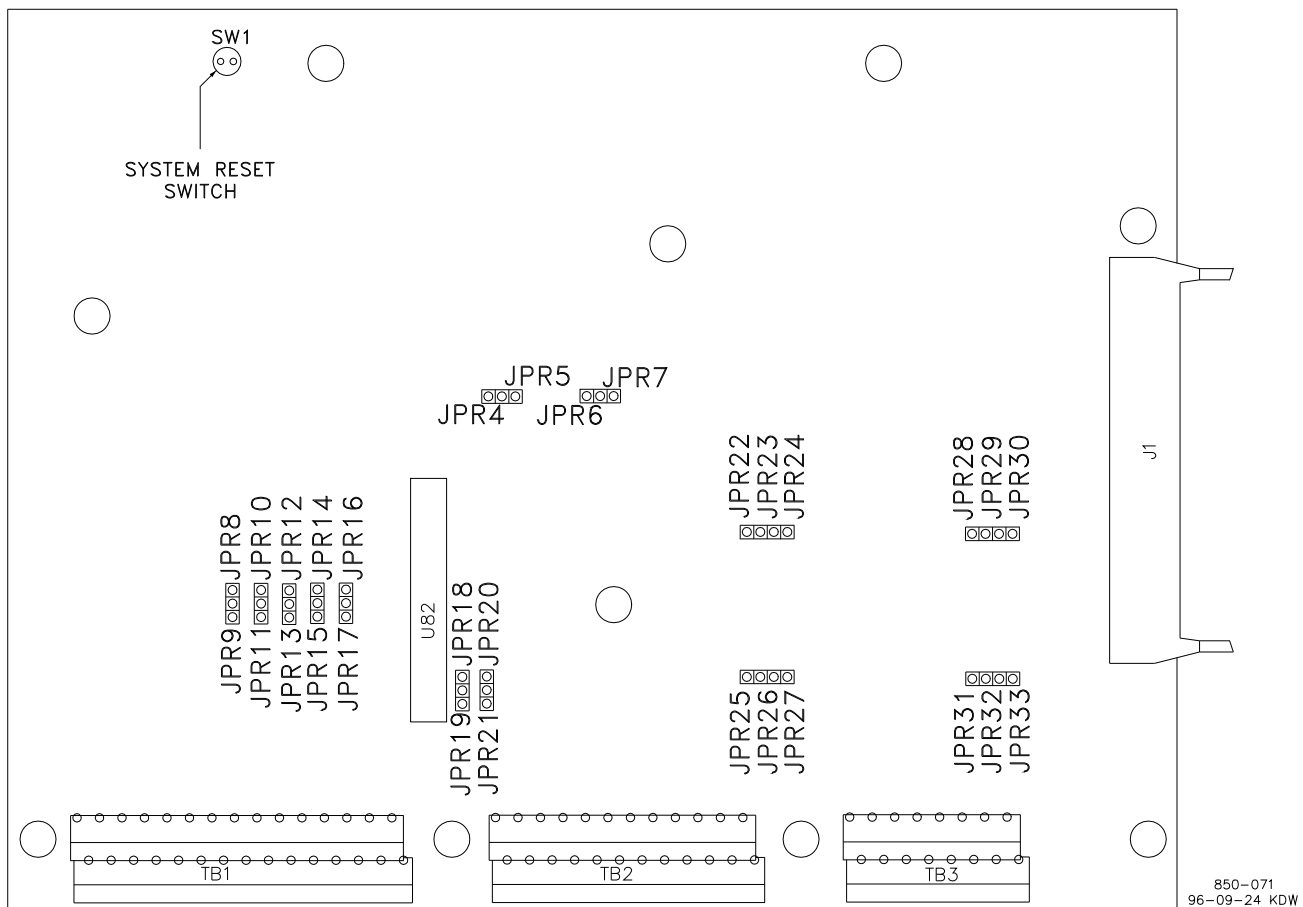 SW1
SYSTEM RESET
SWITCH
JPR5
JPR7
JPR4
JPR6
JPR22
JPR23
JPR24
JPR28
JPR29
JPR30
J1
JPR8
JPR10
JPR12
JPR14
JPR16
JPR9
JPR11
JPR13
JPR15
JPR17
U82
JPR18
JPR20
JPR19
JPR21
JPR25
JPR26
JPR27
JPR31
JPR32
JPR33
TB1
TB2
TB3
850-071
96-09-24 KDW